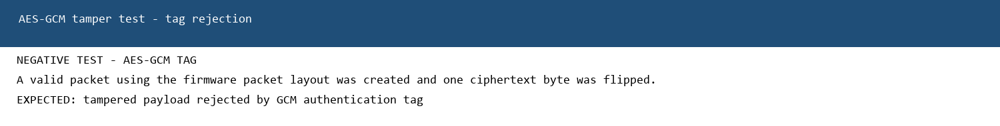 AES-GCM tamper test - tag rejection
NEGATIVE TEST - AES-GCM TAG
A valid packet using the firmware packet layout was created and one ciphertext byte was flipped.
EXPECTED: tampered payload rejected by GCM authentication tag